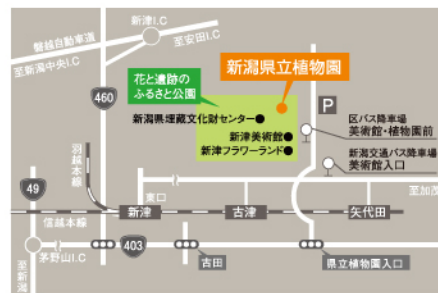 新津I.C
磐越自動車道
至安田I.C
至新潟中央I.C
新潟県立植物園
花と遺跡の
ふるさと公園
460
P
新潟県埋蔵文化財センター
区バス降車場
美術館・植物園前
新津美術館
新津フラワーランド
新潟交通バス降車場
美術館入口
羽越本線
49
東口
至加茂
新津
古津
矢代田
信越本線
403
茅野山I.C
古田
県立植物園入口
至新潟